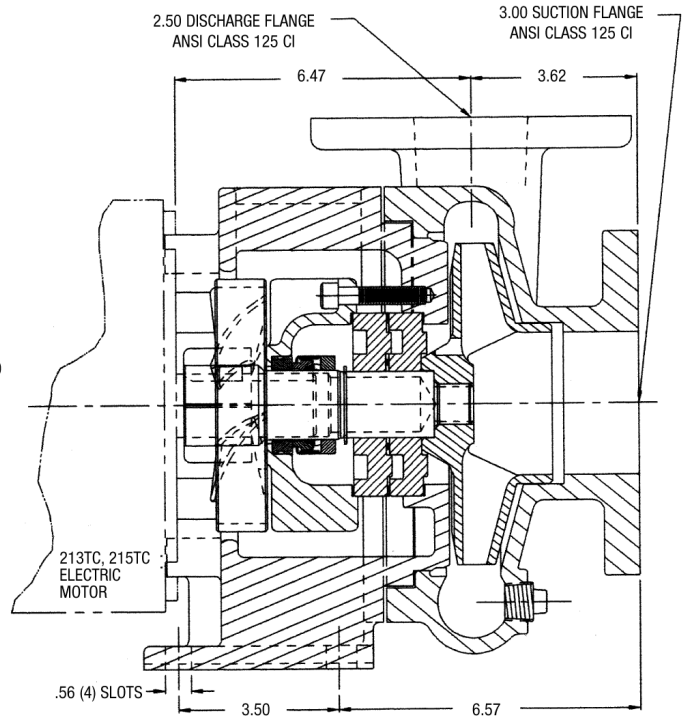 2.50 DISCHARGE FLANGE
ANSI CLASS 125 CI
3.00 SUCTION FLANGE
ANSI CLASS 125 CI
6.47
3.62
213TC, 215TC
ELECTRIC
MOTOR
.56 (4) SLOTS
3.50
6.57